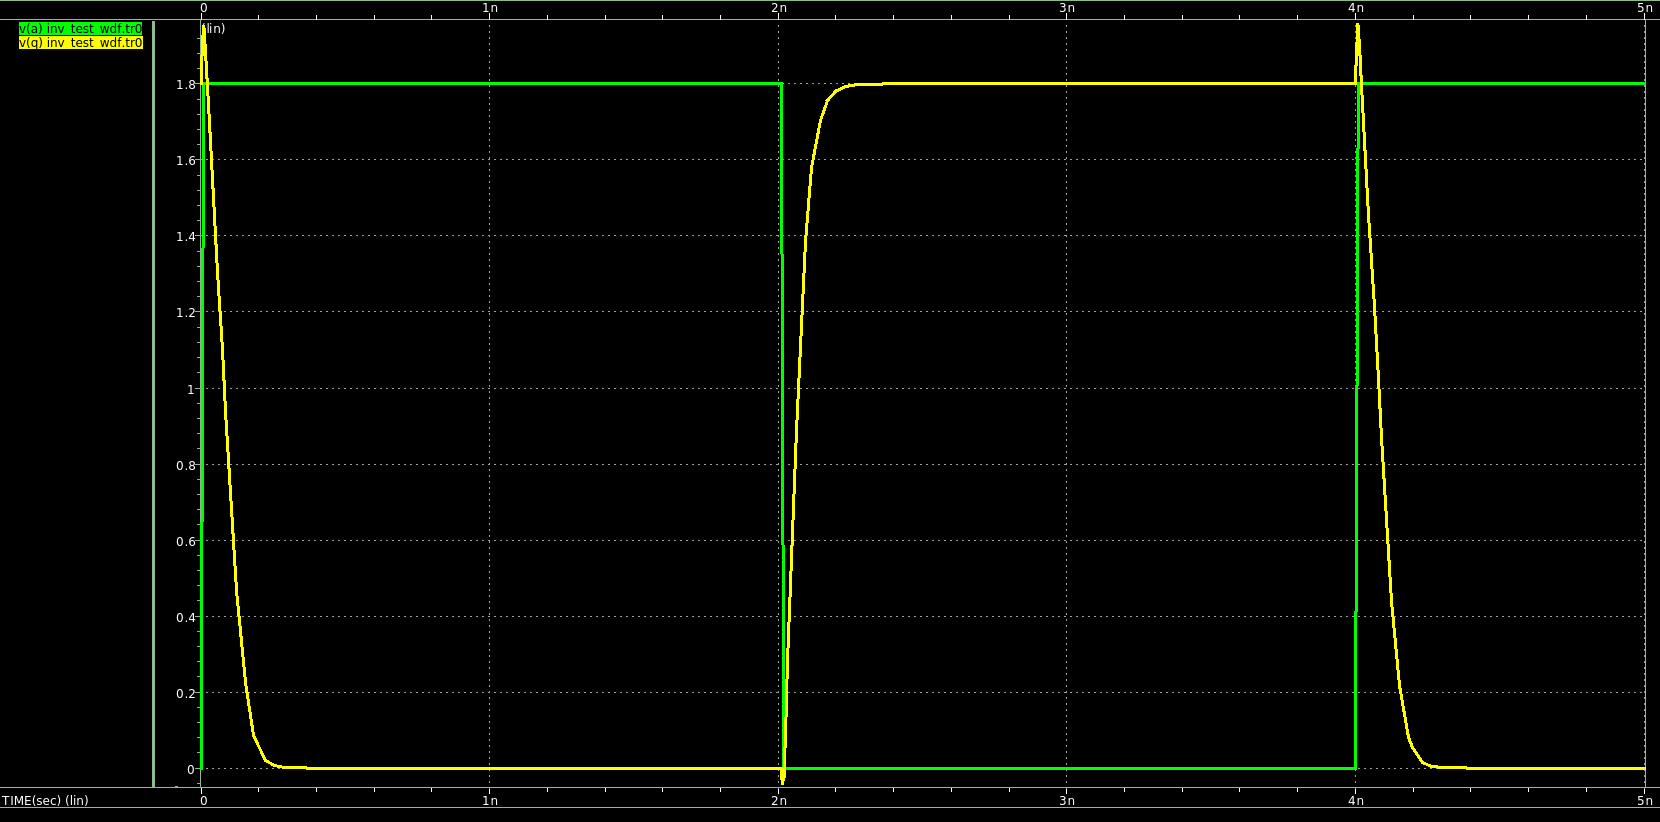 0 1n 2n 3n 4n 5n
v(a) inv_test_wdf.tr0
v(q) inv_test_wdf.tr0
(lin)
1.8
1.6
1.4
1.2
1
0.8
0.6
0.4
0.2
0
-
TIME(sec) (lin) 0 1n 2n 3n 4n 5n